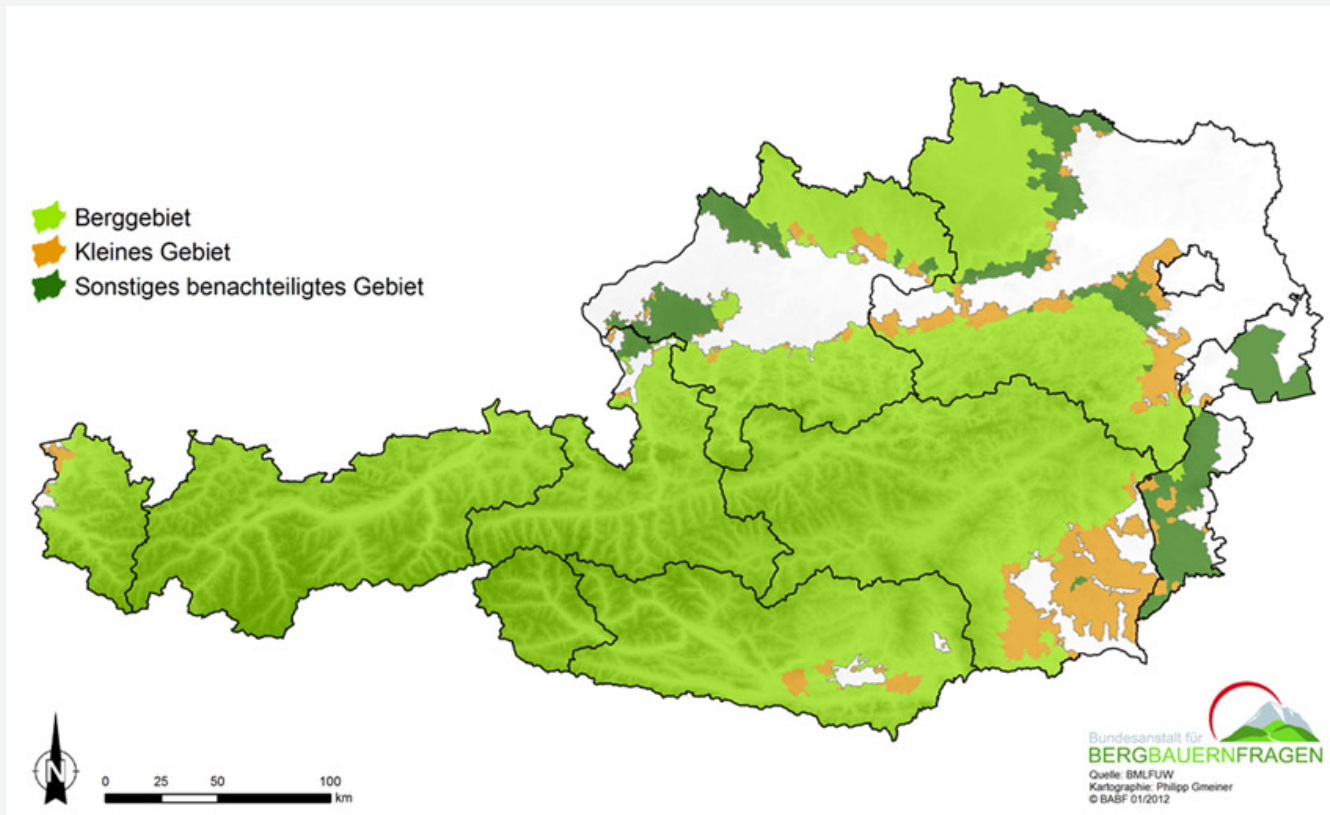 Berggebiet
Kleines Gebiet
Sonstiges benachteiligtes Gebiet
N
0 25 50 100
km
Bundesanstalt für
BERGBAUERNFRAGEN
Quelle: BMLFUW
Kartographie: Philipp Gmeiner
© BABF 01/2012